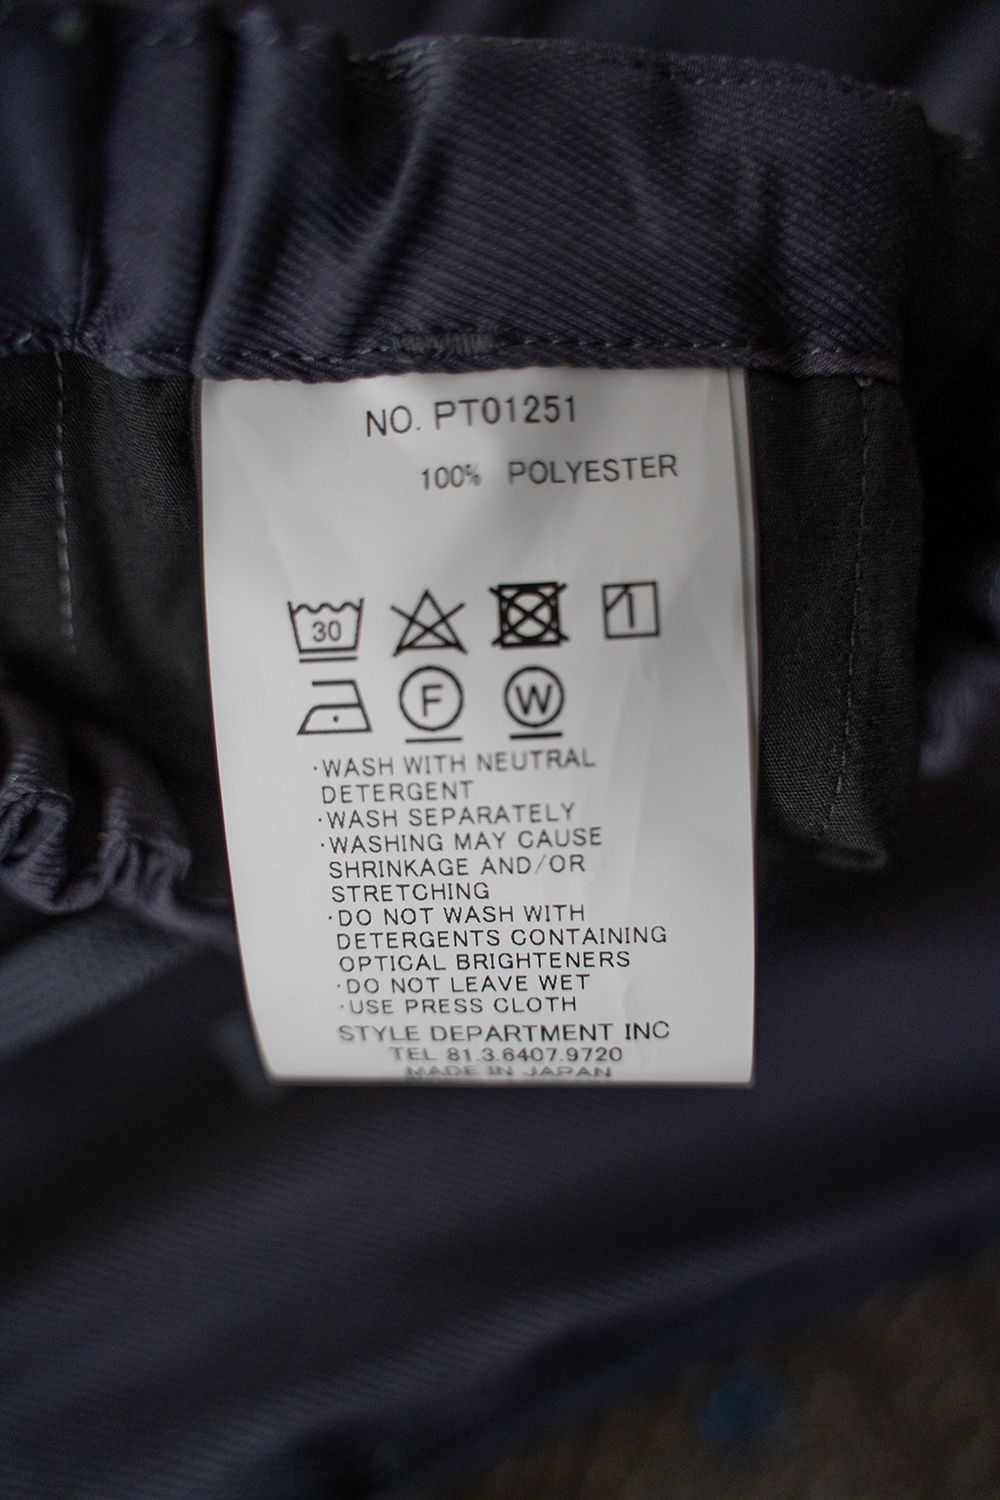 NO. PT01251
100% POLYESTER
30
F W
·WASH WITH NEUTRAL
DETERGENT
·WASH SEPARATELY
·WASHING MAY CAUSE
SHRINKAGE AND/OR
STRETCHING
·DO NOT WASH WITH
DETERGENTS CONTAINING
OPTICAL BRIGHTENERS
·DO NOT LEAVE WET
·USE PRESS CLOTH
STYLE DEPARTMENT INC
TEL 81.3.6407.9720
MADE IN JAPAN